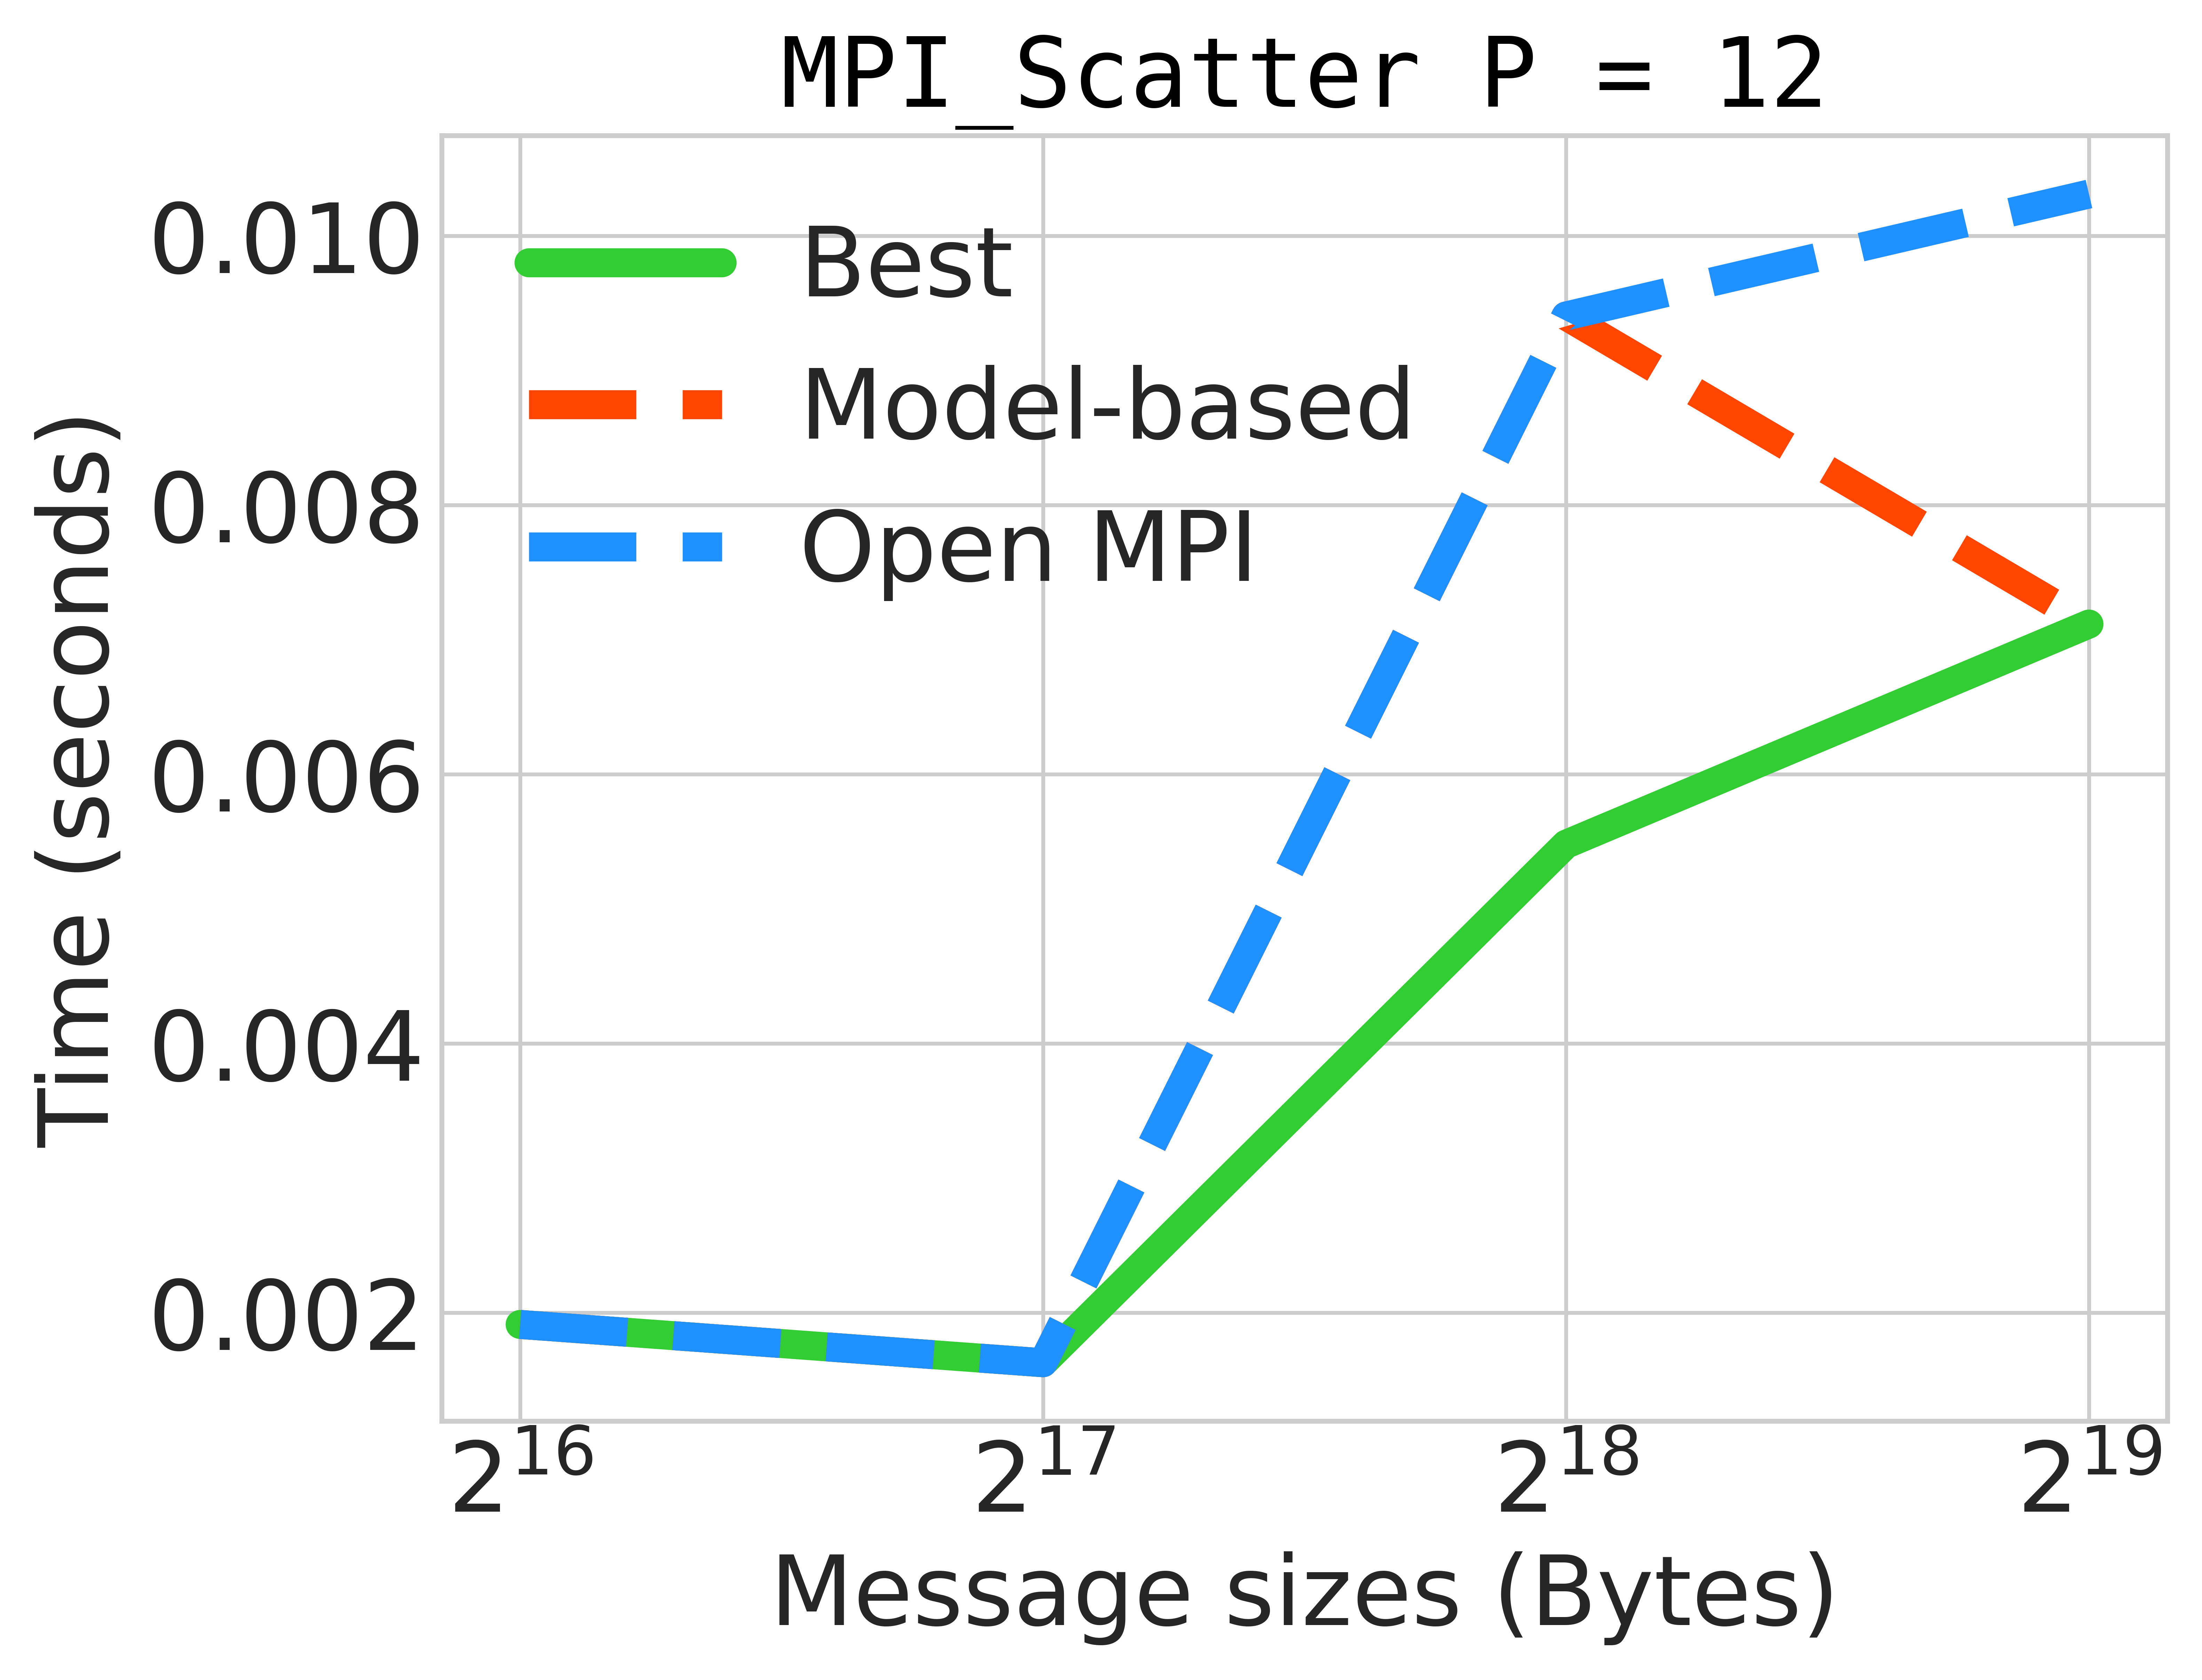 MPI_Scatter P = 12
Time (seconds)
0.010
0.008
0.006
0.004
0.002
Best
Model-based
Open MPI
2^16 2^17 2^18 2^19
Message sizes (Bytes)